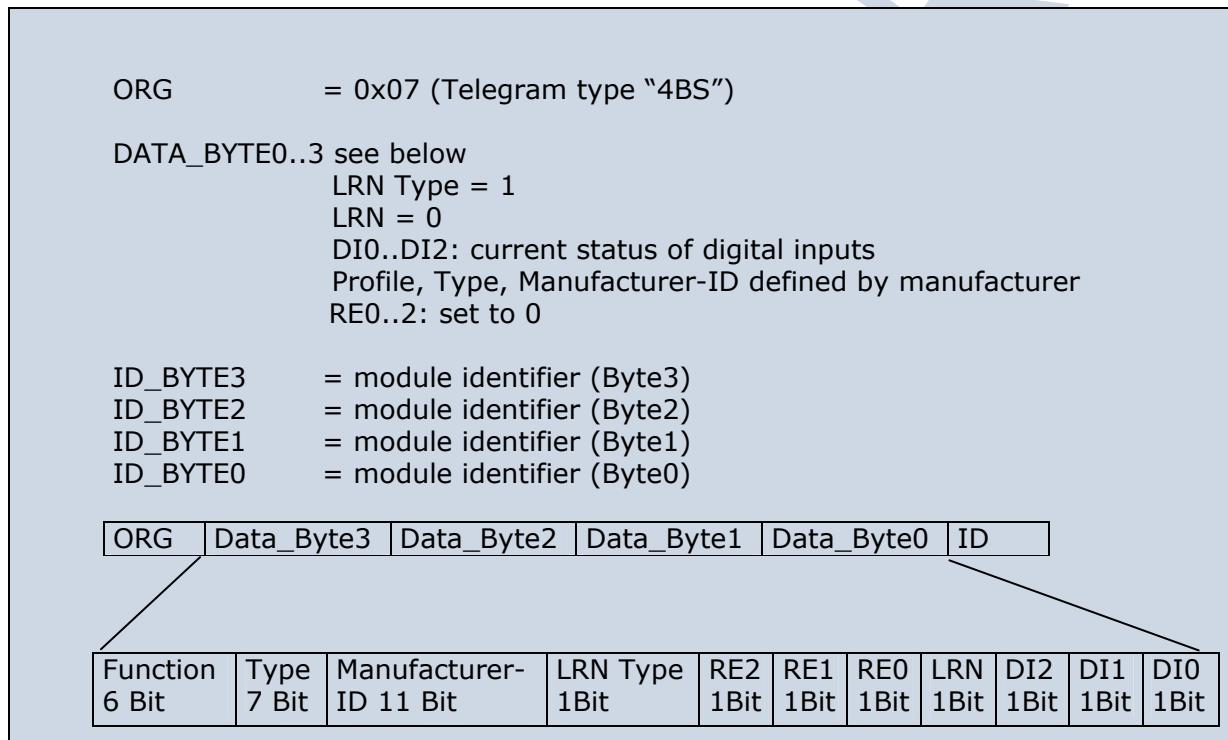 ORG = 0x07 (Telegram type “4BS”)
DATA_BYTE0..3 see below
LRN Type = 1
LRN = 0
DI0..DI2: current status of digital inputs
Profile, Type, Manufacturer-ID defined by manufacturer
RE0..2: set to 0
ID_BYTE3 = module identifier (Byte3)
ID_BYTE2 = module identifier (Byte2)
ID_BYTE1 = module identifier (Byte1)
ID_BYTE0 = module identifier (Byte0)
ORG Data_Byte3 Data_Byte2 Data_Byte1 Data_Byte0 ID
Function Type Manufacturer- LRN Type RE2 RE1 RE0 LRN DI2 DI1 DI0
6 Bit 7 Bit ID 11 Bit 1Bit 1Bit 1Bit 1Bit 1Bit 1Bit 1Bit 1Bit